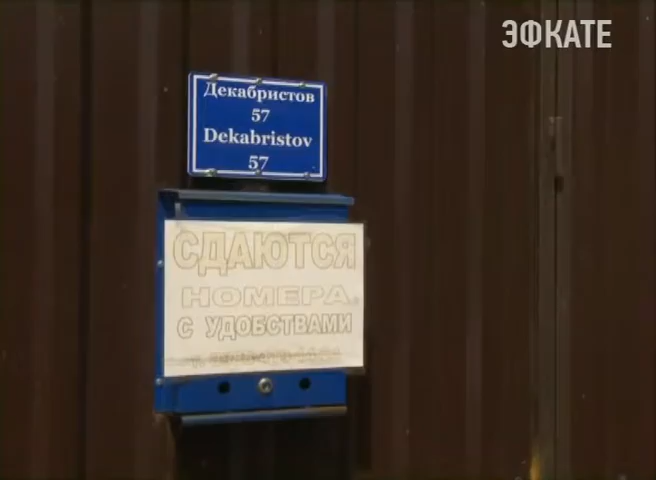 ЭФКАТЕ
Декабристов
57
Dekabristov
57
СДАЮТСЯ
НОМЕРА
С УДОБСТВАМИ